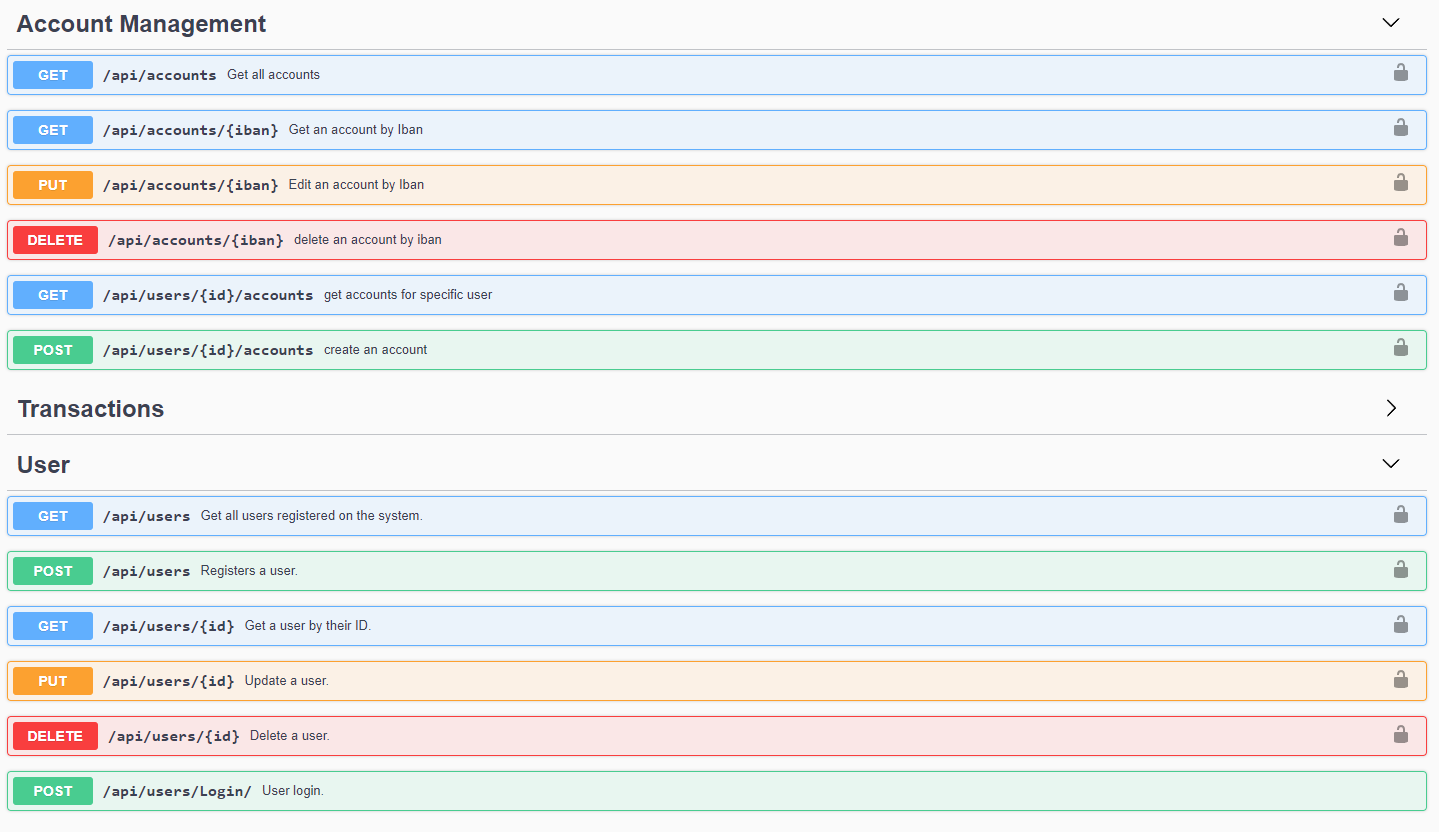 Account Management
GET /api/accounts Get all accounts
GET /api/accounts/{iban} Get an account by Iban
PUT /api/accounts/{iban} Edit an account by Iban
DELETE /api/accounts/{iban} delete an account by iban
GET /api/users/{id}/accounts get accounts for specific user
POST /api/users/{id}/accounts create an account
Transactions
User
GET /api/users Get all users registered on the system.
POST /api/users Registers a user.
GET /api/users/{id} Get a user by their ID.
PUT /api/users/{id} Update a user.
DELETE /api/users/{id} Delete a user.
POST /api/users/Login/ User login.